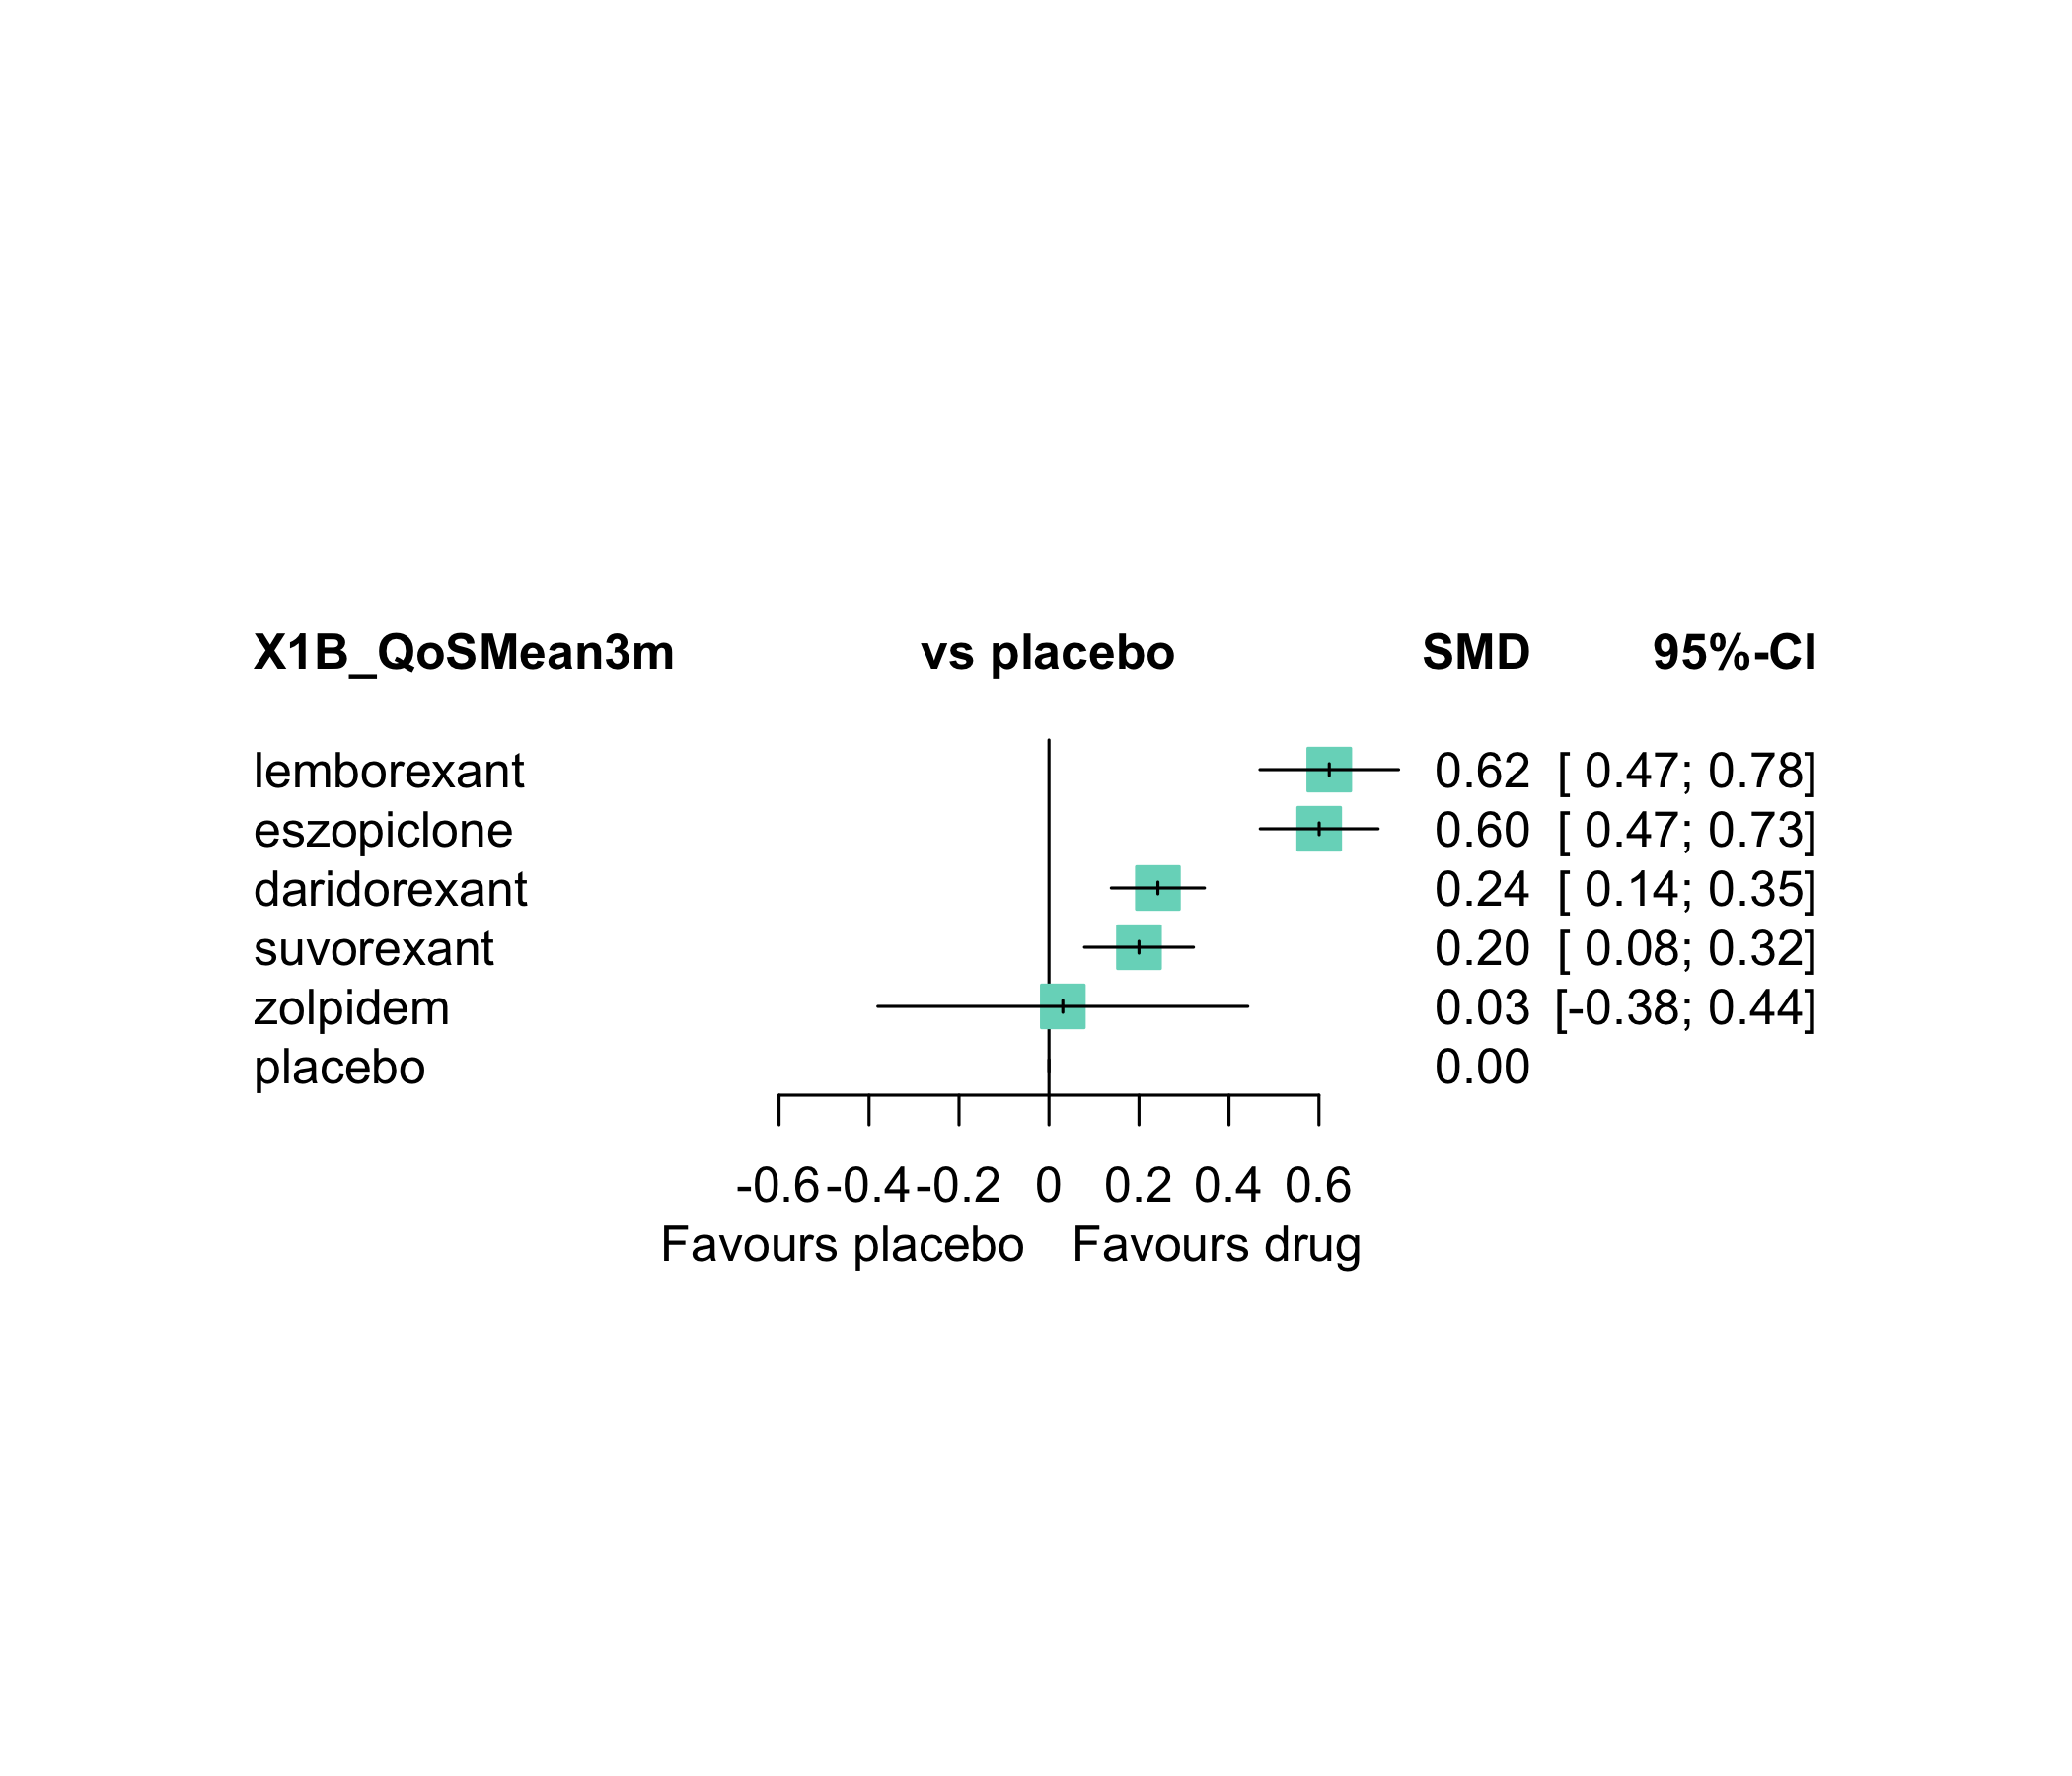 X1B_QoSMean3m vs placebo SMD 95%-CI
lemborexant 0.62 [ 0.47; 0.78]
eszopiclone 0.60 [ 0.47; 0.73]
daridorexant 0.24 [ 0.14; 0.35]
suvorexant 0.20 [ 0.08; 0.32]
zolpidem 0.03 [-0.38; 0.44]
placebo 0.00
-0.6 -0.4 -0.2 0 0.2 0.4 0.6
Favours placebo Favours drug